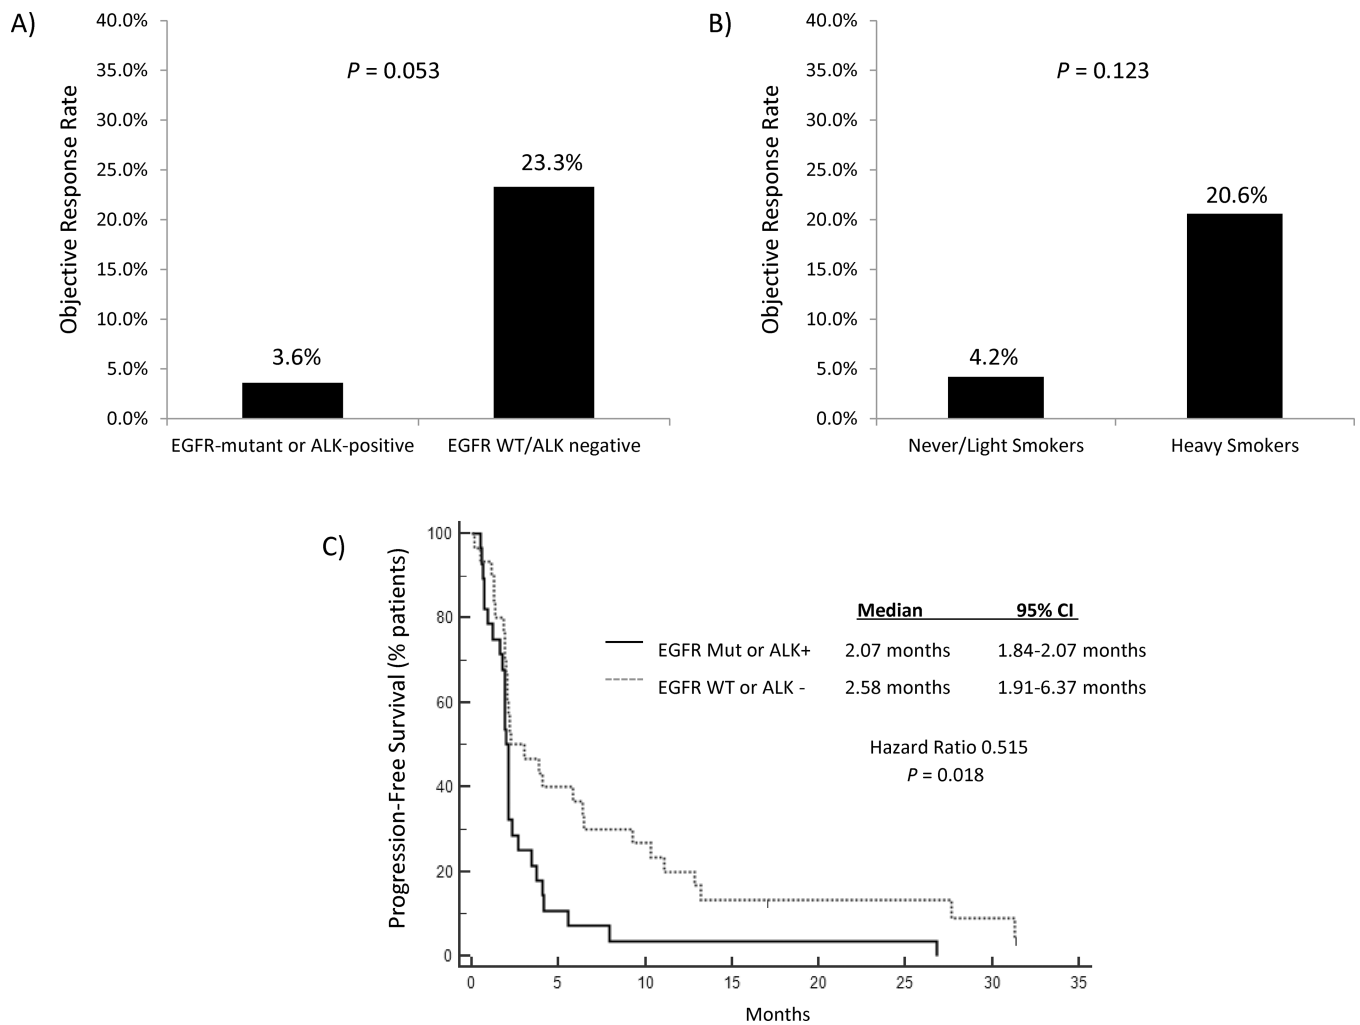 A)
Objective Response Rate
40.0%
35.0%
30.0%
25.0%
20.0%
15.0%
10.0%
5.0%
0.0%
P = 0.053
3.6%
23.3%
EGFR-mutant or ALK-positive
EGFR WT/ALK negative
B)
Objective Response Rate
40.0%
35.0%
30.0%
25.0%
20.0%
15.0%
10.0%
5.0%
0.0%
P = 0.123
4.2%
20.6%
Never/Light Smokers
Heavy Smokers
C)
Progression-Free Survival (% patients)
100
80
60
40
20
0
Median 95% CI
EGFR Mut or ALK+ 2.07 months 1.84-2.07 months
EGFR WT or ALK - 2.58 months 1.91-6.37 months
Hazard Ratio 0.515
P = 0.018
0 5 10 15 20 25 30 35
Months